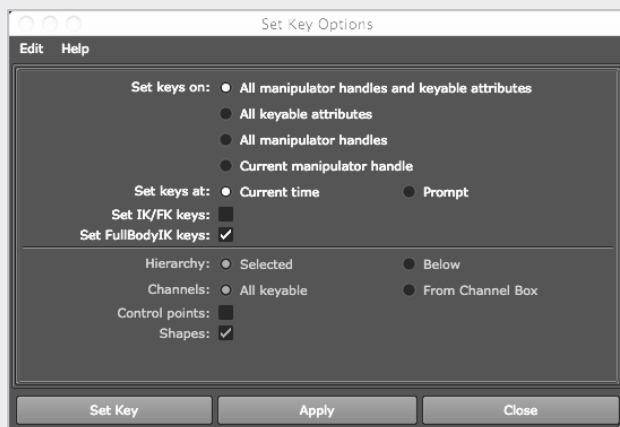 Set Key Options
Edit Help
Set keys on: All manipulator handles and keyable attributes
All keyable attributes
All manipulator handles
Current manipulator handle
Set keys at: Current time Prompt
Set IK/FK keys:
Set FullBodyIK keys:
Hierarchy: Selected Below
Channels: All keyable From Channel Box
Control points:
Shapes:
Set Key Apply Close